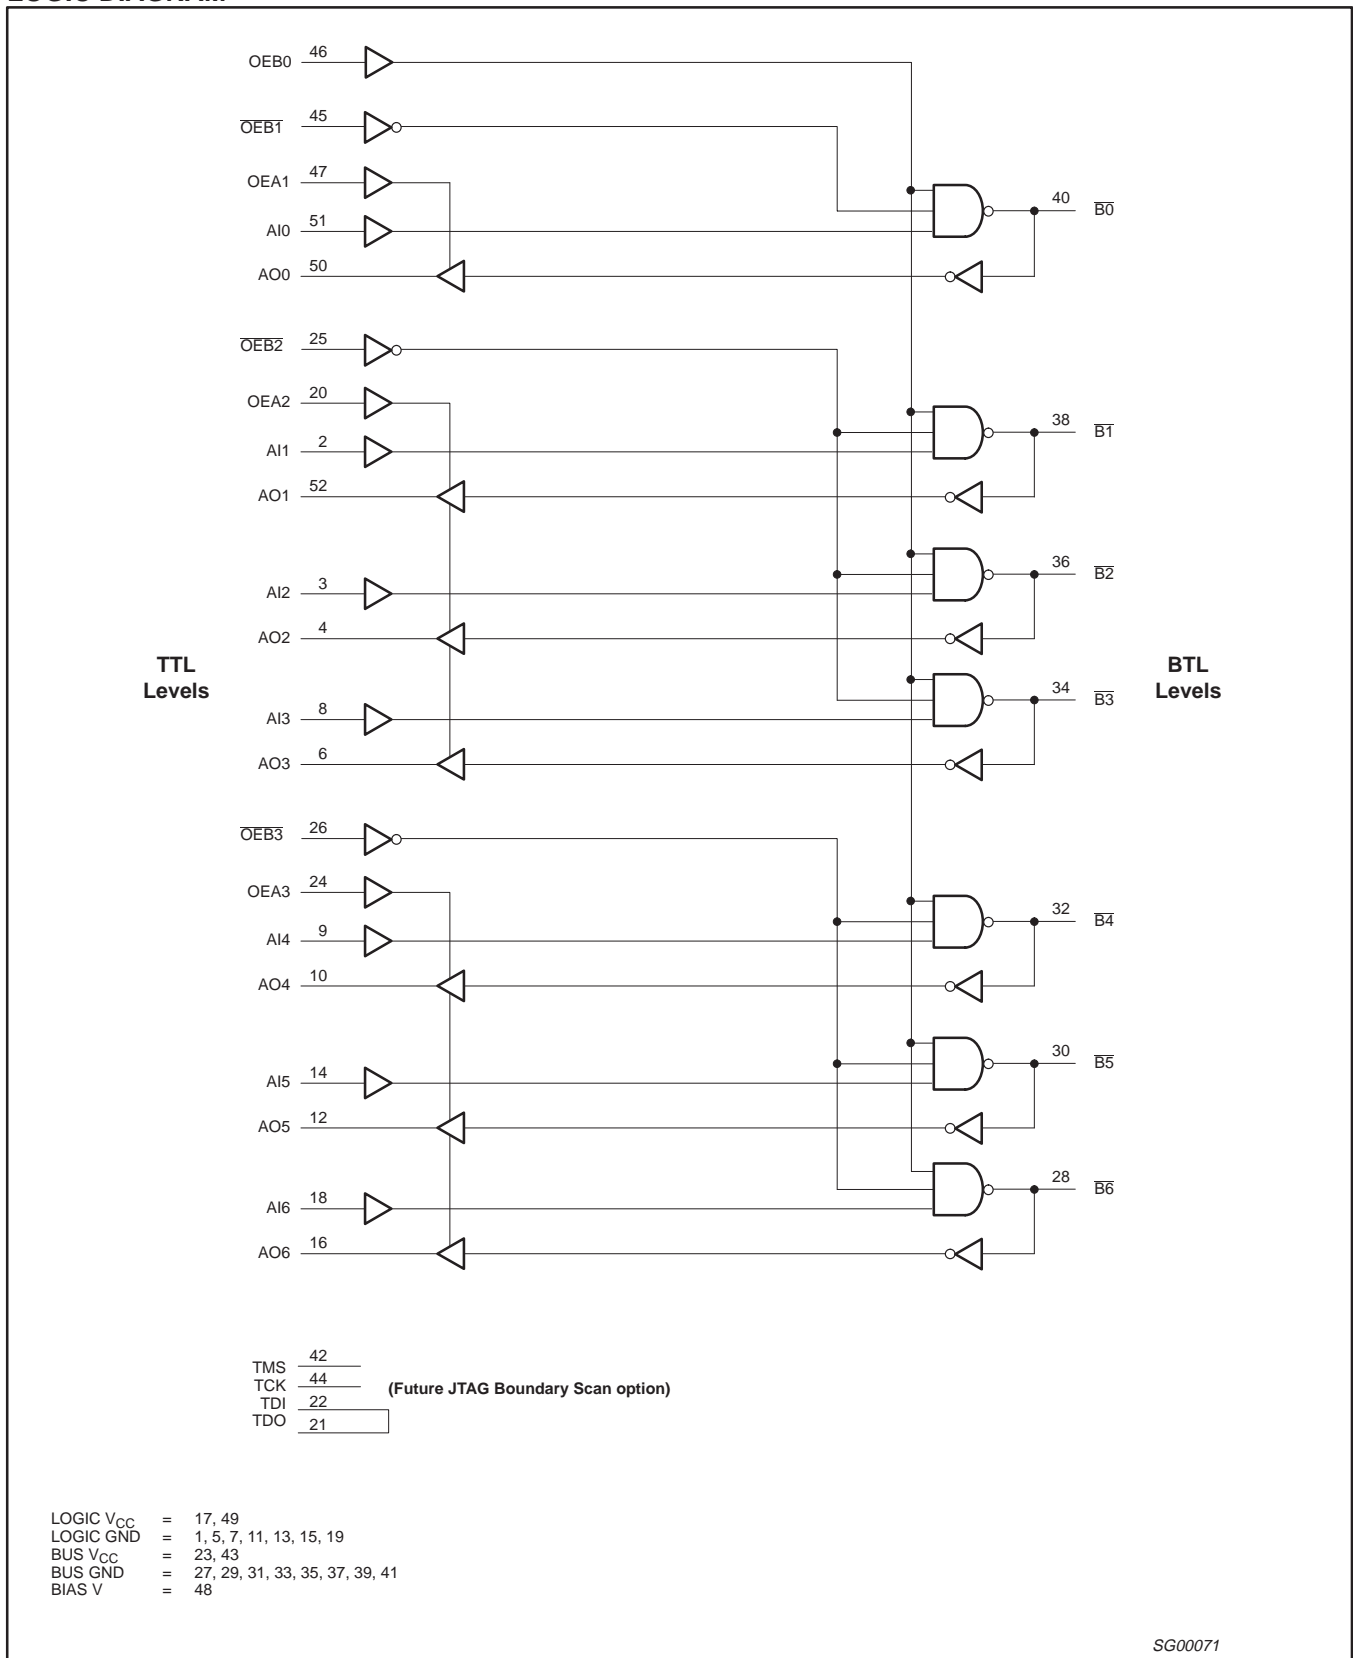 LOGIC DIAGRAM
OEB0 46
OEB1 45
OEA1 47
AI0 51
40 B0
AO0 50
OEB2 25
OEA2 20
38 B1
AI1 2
AO1 52
36 B2
AI2 3
AO2 4
TTL
Levels
BTL
Levels
34 B3
AI3 8
AO3 6
OEB3 26
OEA3 24
32 B4
AI4 9
AO4 10
30 B5
AI5 14
AO5 12
28 B6
AI6 18
AO6 16
TMS 42
TCK 44
(Future JTAG Boundary Scan option)
TDI 22
TDO 21
LOGIC VCC = 17, 49
LOGIC GND = 1, 5, 7, 11, 13, 15, 19
BUS VCC = 23, 43
BUS GND = 27, 29, 31, 33, 35, 37, 39, 41
BIAS V = 48
SG00071